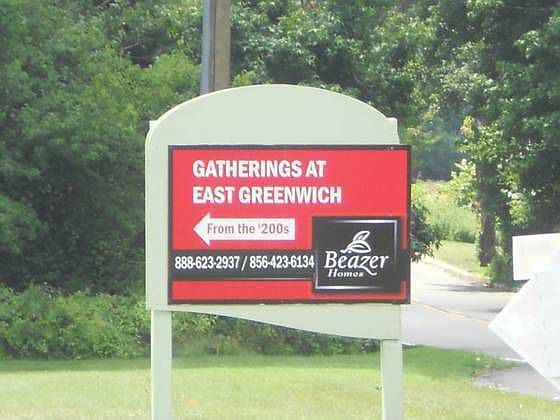 GATHERINGS AT
EAST GREENWICH
From the '200s
888-623-2937 / 856-423-6134
Beazer
Homes